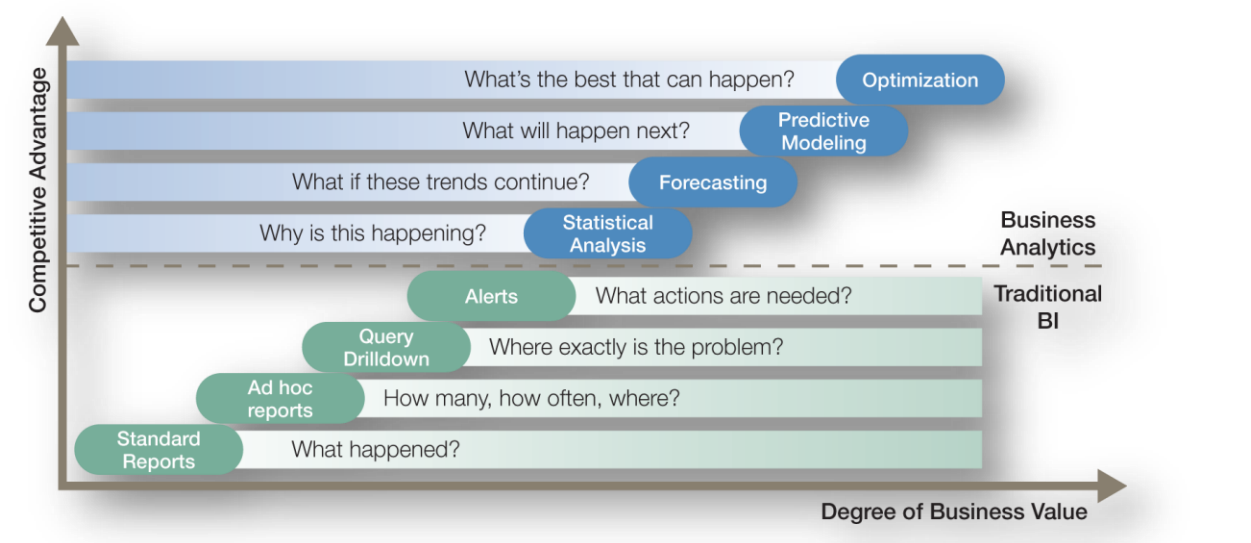 Competitive Advantage
What's the best that can happen?
Optimization
What will happen next?
Predictive
Modeling
What if these trends continue?
Forecasting
Why is this happening?
Statistical
Analysis
Business
Analytics
Traditional
BI
Alerts
What actions are needed?
Query
Drilldown
Where exactly is the problem?
Ad hoc
reports
How many, how often, where?
Standard
Reports
What happened?
Degree of Business Value